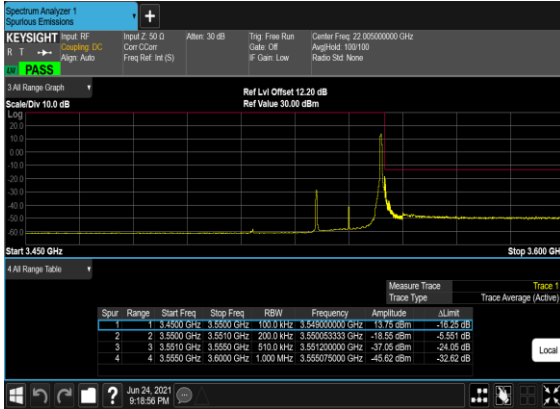 Spectrum Analyzer 1
Spurious Emissions
+
KEYSIGHT Input: RF Input Z: 50 Ω Atten: 30 dB Trig: Free Run Center Freq: 22.005000000 GHz
R T Coupling: DC Corr CCorr Gate: Off Avg|Hold: 100/100
Align: Auto Freq Ref: Int (S) IF Gain: Low Radio Std: None
PASS
3 All Range Graph
Ref Lvl Offset 12.20 dB
Scale/Div 10.0 dB Ref Value 30.00 dBm
Log
20.0
10.0
0.00
-10.0
-20.0
-30.0
-40.0
-50.0
-60.0
Start 3.450 GHz Stop 3.600 GH
4 All Range Table
Measure Trace Trace 1
Trace Type Trace Average (Active)
Spur Range Start Freq Stop Freq RBW Frequency Amplitude ΔLimit
1 1 3.4500 GHz 3.5500 GHz 100.0 kHz 3.549000000 GHz 13.75 dBm -16.25 dB
2 2 3.5500 GHz 3.5510 GHz 200.0 kHz 3.550053333 GHz -18.55 dBm -5.551 dB
3 3 3.5510 GHz 3.5550 GHz 510.0 kHz 3.551200000 GHz -37.05 dBm -24.05 dB
4 4 3.5550 GHz 3.6000 GHz 1.000 MHz 3.555075000 GHz -45.62 dBm -32.62 dB
Local
? Jun 24, 2021
9:18:56 PM